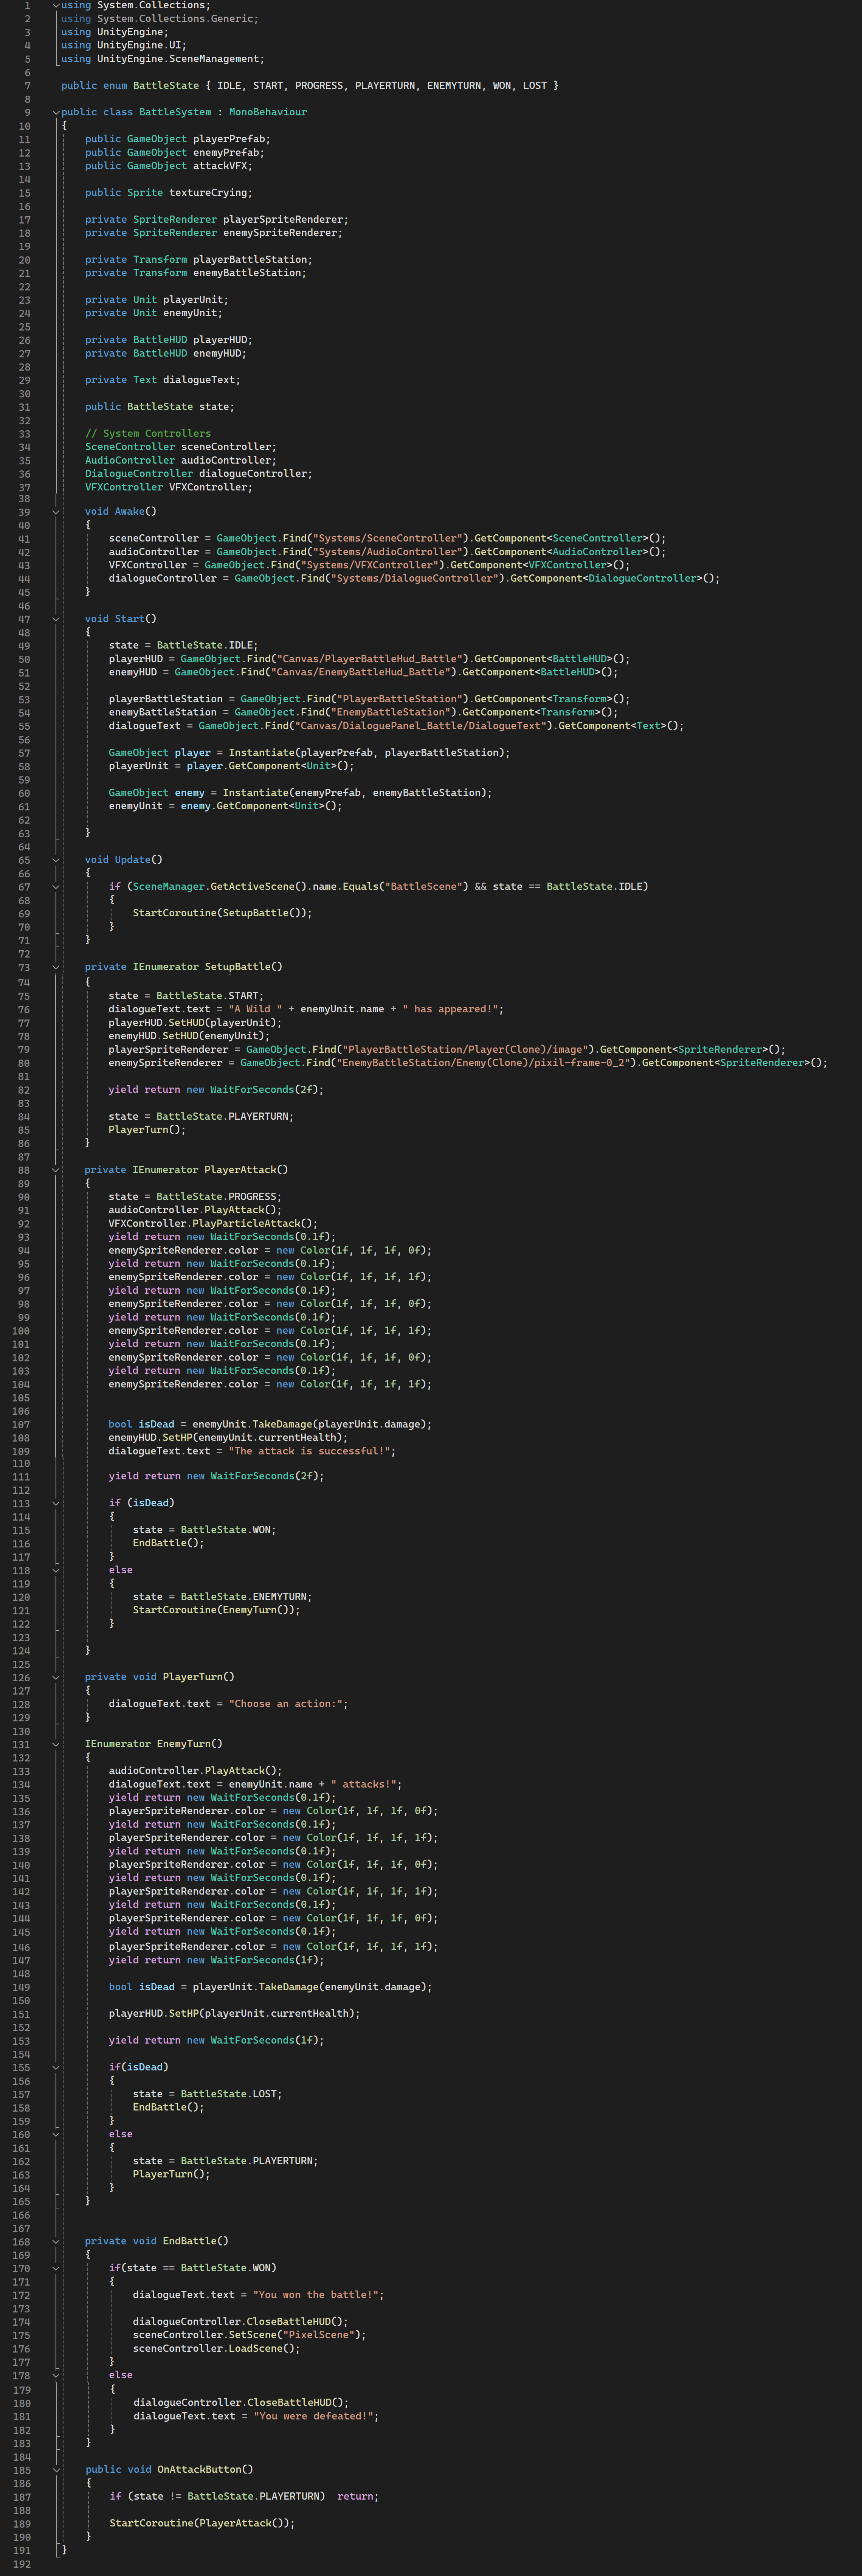 1 using System.Collections;
2 using System.Collections.Generic;
3 using UnityEngine;
4 using UnityEngine.UI;
5 using UnityEngine.SceneManagement;
6
7 public enum BattleState { IDLE, START, PROGRESS, PLAYERTURN, ENEMYTURN, WON, LOST }
8
9 public class BattleSystem : MonoBehaviour
10 {
11 public GameObject playerPrefab;
12 public GameObject enemyPrefab;
13 public GameObject attackVFX;
14
15 public Sprite textureCrying;
16
17 private SpriteRenderer playerSpriteRenderer;
18 private SpriteRenderer enemySpriteRenderer;
19
20 private Transform playerBattleStation;
21 private Transform enemyBattleStation;
22
23 private Unit playerUnit;
24 private Unit enemyUnit;
25
26 private BattleHUD playerHUD;
27 private BattleHUD enemyHUD;
28
29 private Text dialogueText;
30
31 public BattleState state;
32
33 // System Controllers
34 SceneController sceneController;
35 AudioController audioController;
36 DialogueController dialogueController;
37 VFXController VFXController;
38
39 void Awake()
40 {
41 sceneController = GameObject.Find("Systems/SceneController").GetComponent<SceneController>();
42 audioController = GameObject.Find("Systems/AudioController").GetComponent<AudioController>();
43 VFXController = GameObject.Find("Systems/VFXController").GetComponent<VFXController>();
44 dialogueController = GameObject.Find("Systems/DialogueController").GetComponent<DialogueController>();
45 }
46
47 void Start()
48 {
49 state = BattleState.IDLE;
50 playerHUD = GameObject.Find("Canvas/PlayerBattleHud_Battle").GetComponent<BattleHUD>();
51 enemyHUD = GameObject.Find("Canvas/EnemyBattleHud_Battle").GetComponent<BattleHUD>();
52
53 playerBattleStation = GameObject.Find("PlayerBattleStation").GetComponent<Transform>();
54 enemyBattleStation = GameObject.Find("EnemyBattleStation").GetComponent<Transform>();
55 dialogueText = GameObject.Find("Canvas/DialoguePanel_Battle/DialogueText").GetComponent<Text>();
56
57 GameObject player = Instantiate(playerPrefab, playerBattleStation);
58 playerUnit = player.GetComponent<Unit>();
59
60 GameObject enemy = Instantiate(enemyPrefab, enemyBattleStation);
61 enemyUnit = enemy.GetComponent<Unit>();
62
63 }
64
65 void Update()
66 {
67 if (SceneManager.GetActiveScene().name.Equals("BattleScene") && state == BattleState.IDLE)
68 {
69 StartCoroutine(SetupBattle());
70 }
71 }
72
73 private IEnumerator SetupBattle()
74 {
75 state = BattleState.START;
76 dialogueText.text = "A Wild " + enemyUnit.name + " has appeared!";
77 playerHUD.SetHUD(playerUnit);
78 enemyHUD.SetHUD(enemyUnit);
79 playerSpriteRenderer = GameObject.Find("PlayerBattleStation/Player(Clone)/image").GetComponent<SpriteRenderer>();
80 enemySpriteRenderer = GameObject.Find("EnemyBattleStation/Enemy(Clone)/pixil-frame-0_2").GetComponent<SpriteRenderer>();
81
82 yield return new WaitForSeconds(2f);
83
84 state = BattleState.PLAYERTURN;
85 PlayerTurn();
86 }
87
88 private IEnumerator PlayerAttack()
89 {
90 state = BattleState.PROGRESS;
91 audioController.PlayAttack();
92 VFXController.PlayParticleAttack();
93 yield return new WaitForSeconds(0.1f);
94 enemySpriteRenderer.color = new Color(1f, 1f, 1f, 0f);
95 yield return new WaitForSeconds(0.1f);
96 enemySpriteRenderer.color = new Color(1f, 1f, 1f, 1f);
97 yield return new WaitForSeconds(0.1f);
98 enemySpriteRenderer.color = new Color(1f, 1f, 1f, 0f);
99 yield return new WaitForSeconds(0.1f);
100 enemySpriteRenderer.color = new Color(1f, 1f, 1f, 1f);
101 yield return new WaitForSeconds(0.1f);
102 enemySpriteRenderer.color = new Color(1f, 1f, 1f, 0f);
103 yield return new WaitForSeconds(0.1f);
104 enemySpriteRenderer.color = new Color(1f, 1f, 1f, 1f);
105
106
107 bool isDead = enemyUnit.TakeDamage(playerUnit.damage);
108 enemyHUD.SetHP(enemyUnit.currentHealth);
109 dialogueText.text = "The attack is successful!";
110
111 yield return new WaitForSeconds(2f);
112
113 if (isDead)
114 {
115 state = BattleState.WON;
116 EndBattle();
117 }
118 else
119 {
120 state = BattleState.ENEMYTURN;
121 StartCoroutine(EnemyTurn());
122 }
123
124 }
125
126 private void PlayerTurn()
127 {
128 dialogueText.text = "Choose an action:";
129 }
130
131 IEnumerator EnemyTurn()
132 {
133 audioController.PlayAttack();
134 dialogueText.text = enemyUnit.name + " attacks!";
135 yield return new WaitForSeconds(0.1f);
136 playerSpriteRenderer.color = new Color(1f, 1f, 1f, 0f);
137 yield return new WaitForSeconds(0.1f);
138 playerSpriteRenderer.color = new Color(1f, 1f, 1f, 1f);
139 yield return new WaitForSeconds(0.1f);
140 playerSpriteRenderer.color = new Color(1f, 1f, 1f, 0f);
141 yield return new WaitForSeconds(0.1f);
142 playerSpriteRenderer.color = new Color(1f, 1f, 1f, 1f);
143 yield return new WaitForSeconds(0.1f);
144 playerSpriteRenderer.color = new Color(1f, 1f, 1f, 0f);
145 yield return new WaitForSeconds(0.1f);
146 playerSpriteRenderer.color = new Color(1f, 1f, 1f, 1f);
147 yield return new WaitForSeconds(1f);
148
149 bool isDead = playerUnit.TakeDamage(enemyUnit.damage);
150
151 playerHUD.SetHP(playerUnit.currentHealth);
152
153 yield return new WaitForSeconds(1f);
154
155 if(isDead)
156 {
157 state = BattleState.LOST;
158 EndBattle();
159 }
160 else
161 {
162 state = BattleState.PLAYERTURN;
163 PlayerTurn();
164 }
165 }
166
167
168 private void EndBattle()
169 {
170 if(state == BattleState.WON)
171 {
172 dialogueText.text = "You won the battle!";
173
174 dialogueController.CloseBattleHUD();
175 sceneController.SetScene("PixelScene");
176 sceneController.LoadScene();
177 }
178 else
179 {
180 dialogueController.CloseBattleHUD();
181 dialogueText.text = "You were defeated!";
182 }
183 }
184
185 public void OnAttackButton()
186 {
187 if (state != BattleState.PLAYERTURN) return;
188
189 StartCoroutine(PlayerAttack());
190 }
191 }
192